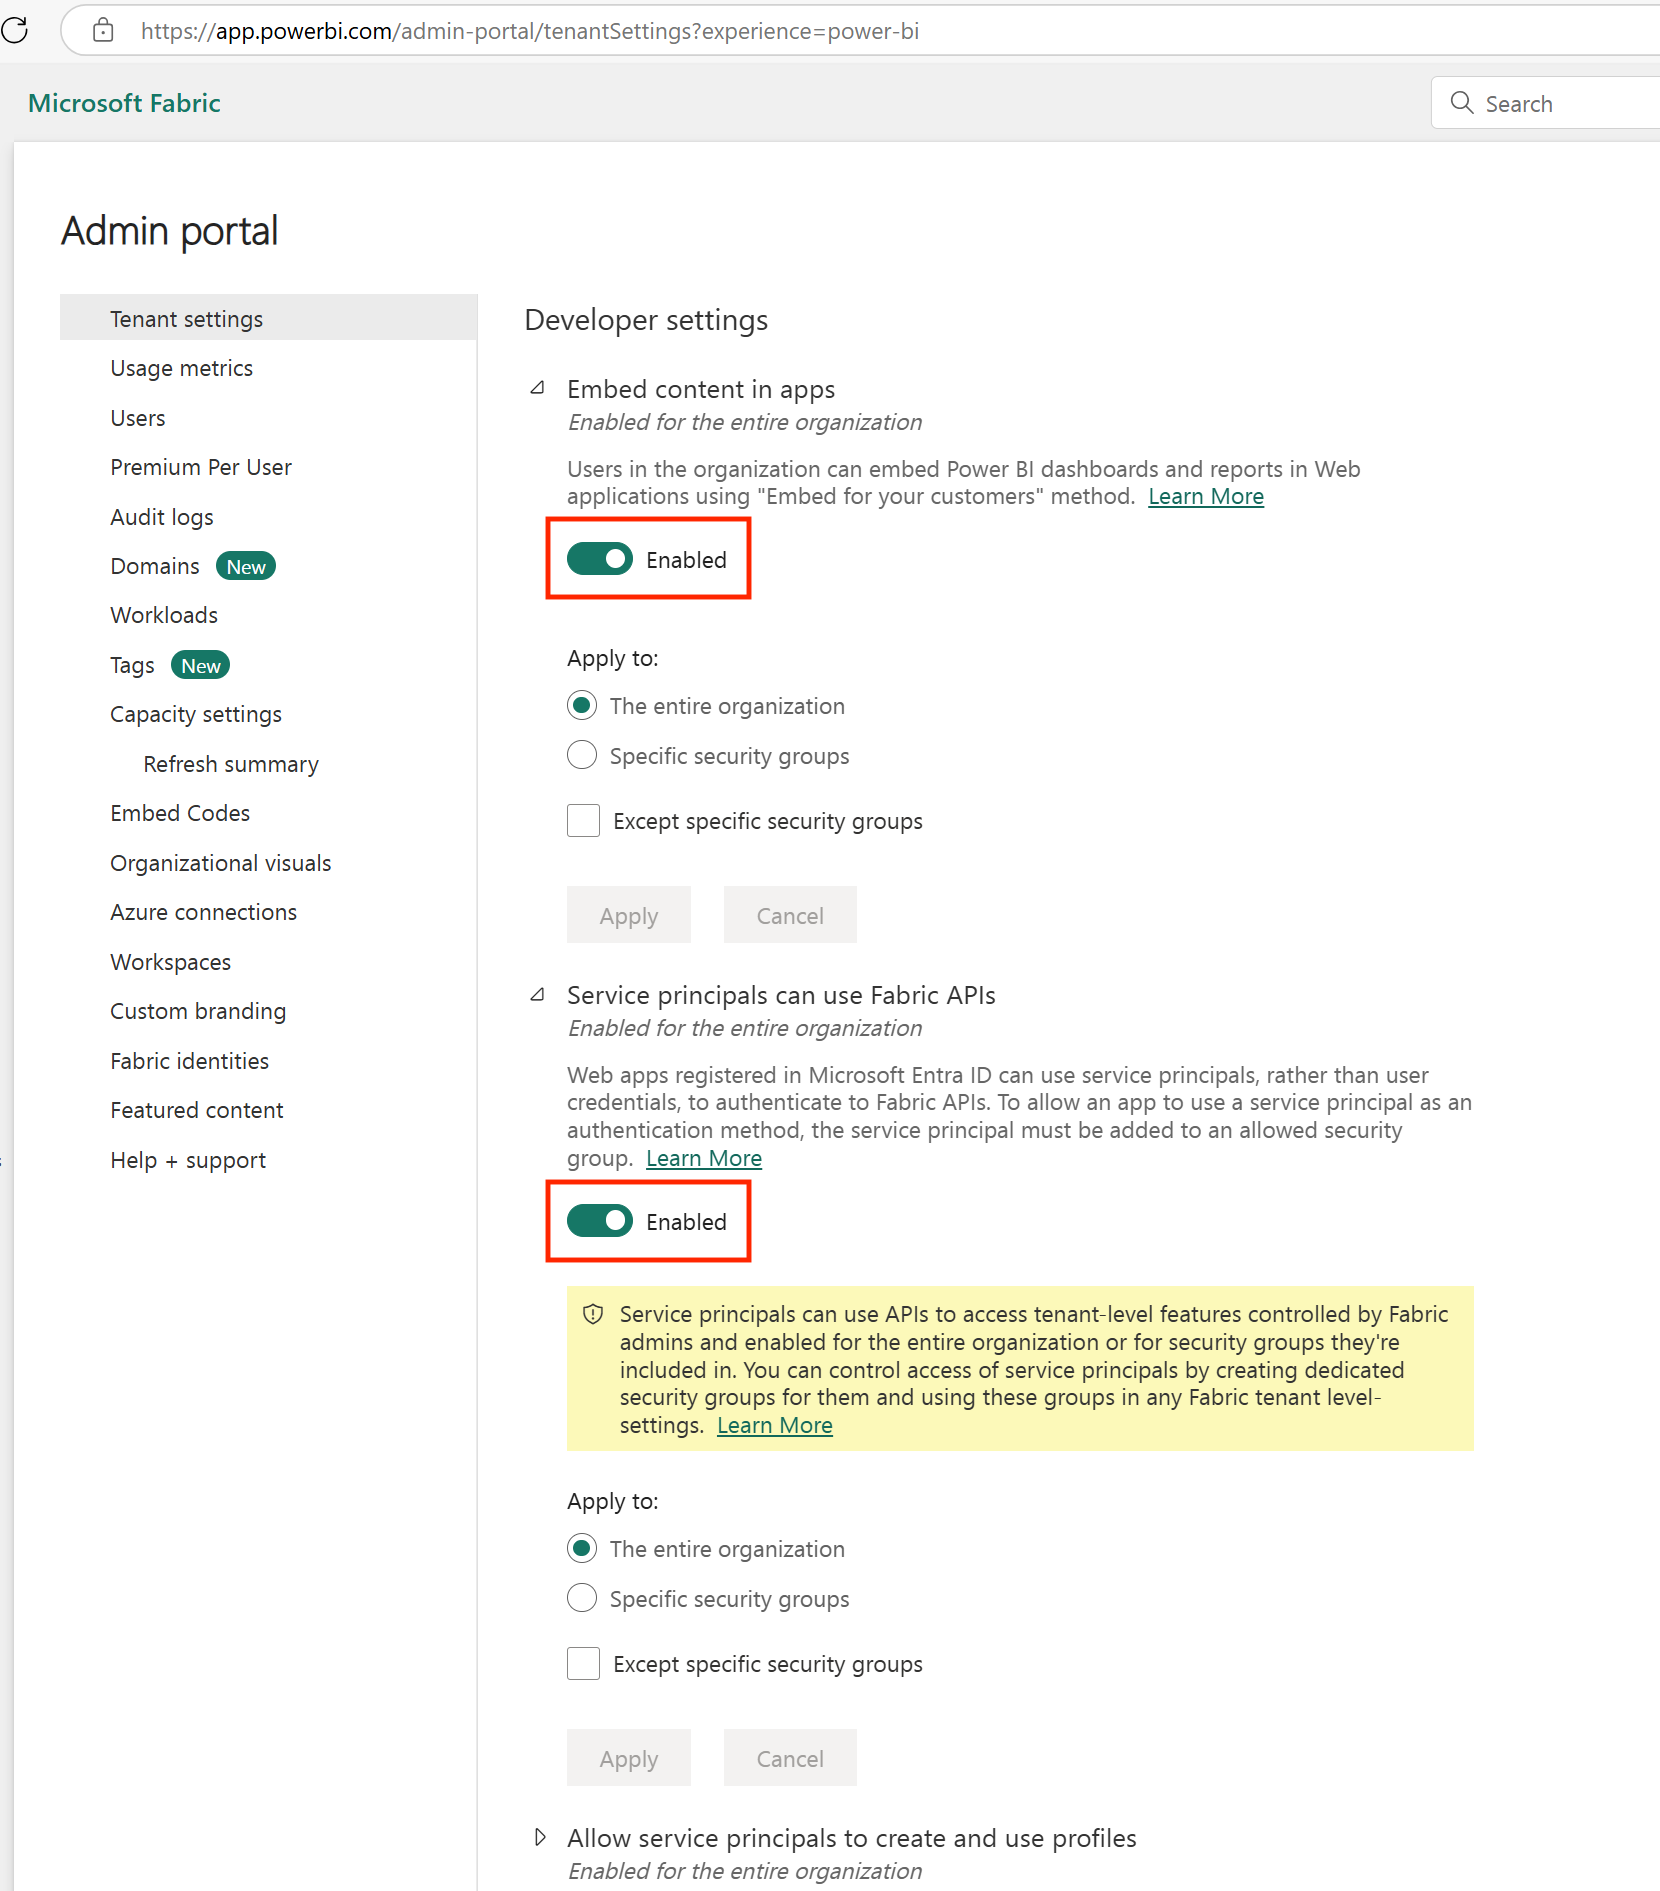 https://app.powerbi.com/admin-portal/tenantSettings?experience=power-bi
Microsoft Fabric
Search
Admin portal
Tenant settings
Usage metrics
Users
Premium Per User
Audit logs
Domains New
Workloads
Tags New
Capacity settings
Refresh summary
Embed Codes
Organizational visuals
Azure connections
Workspaces
Custom branding
Fabric identities
Featured content
Help + support
Developer settings
Embed content in apps
Enabled for the entire organization
Users in the organization can embed Power BI dashboards and reports in Web
applications using "Embed for your customers" method. Learn More
Enabled
Apply to:
The entire organization
Specific security groups
Except specific security groups
Apply Cancel
Service principals can use Fabric APIs
Enabled for the entire organization
Web apps registered in Microsoft Entra ID can use service principals, rather than user
credentials, to authenticate to Fabric APIs. To allow an app to use a service principal as an
authentication method, the service principal must be added to an allowed security
group. Learn More
Enabled
Service principals can use APIs to access tenant-level features controlled by Fabric
admins and enabled for the entire organization or for security groups they're
included in. You can control access of service principals by creating dedicated
security groups for them and using these groups in any Fabric tenant level-
settings. Learn More
Apply to:
The entire organization
Specific security groups
Except specific security groups
Apply Cancel
Allow service principals to create and use profiles
Enabled for the entire organization